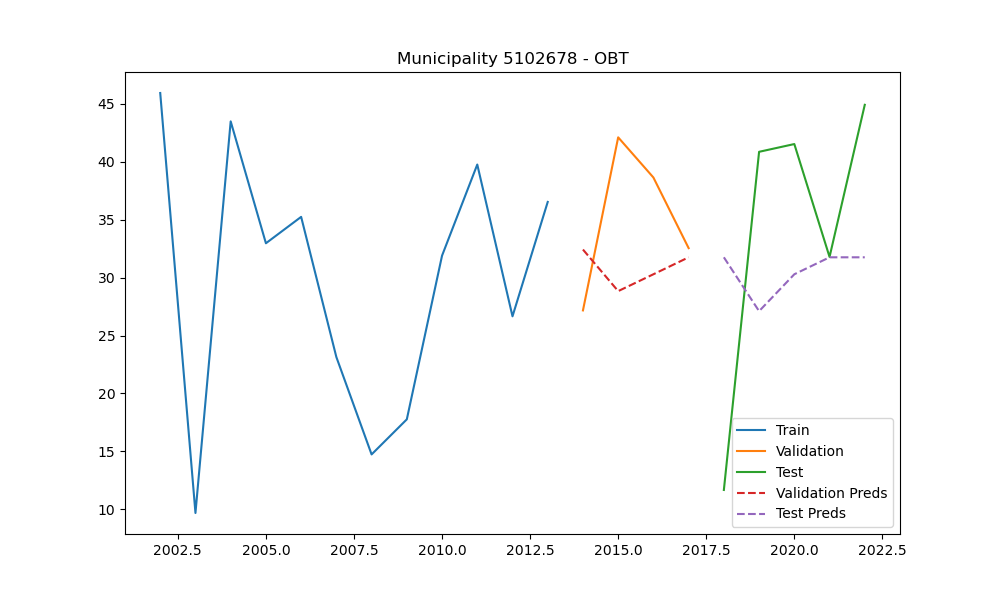 Municipality 5102678 - OBT
45
40
35
30
25
20
15
10
2002.5 2005.0 2007.5 2010.0 2012.5 2015.0 2017.5 2020.0 2022.5
Train
Validation
Test
Validation Preds
Test Preds